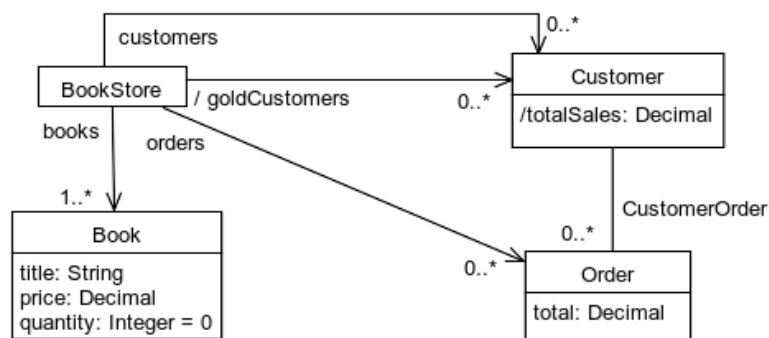 customers
0..*
BookStore
/ goldCustomers
0..*
Customer
/totalSales: Decimal
books
orders
1..*
CustomerOrder
Book
title: String
price: Decimal
quantity: Integer = 0
0..*
0..*
Order
total: Decimal